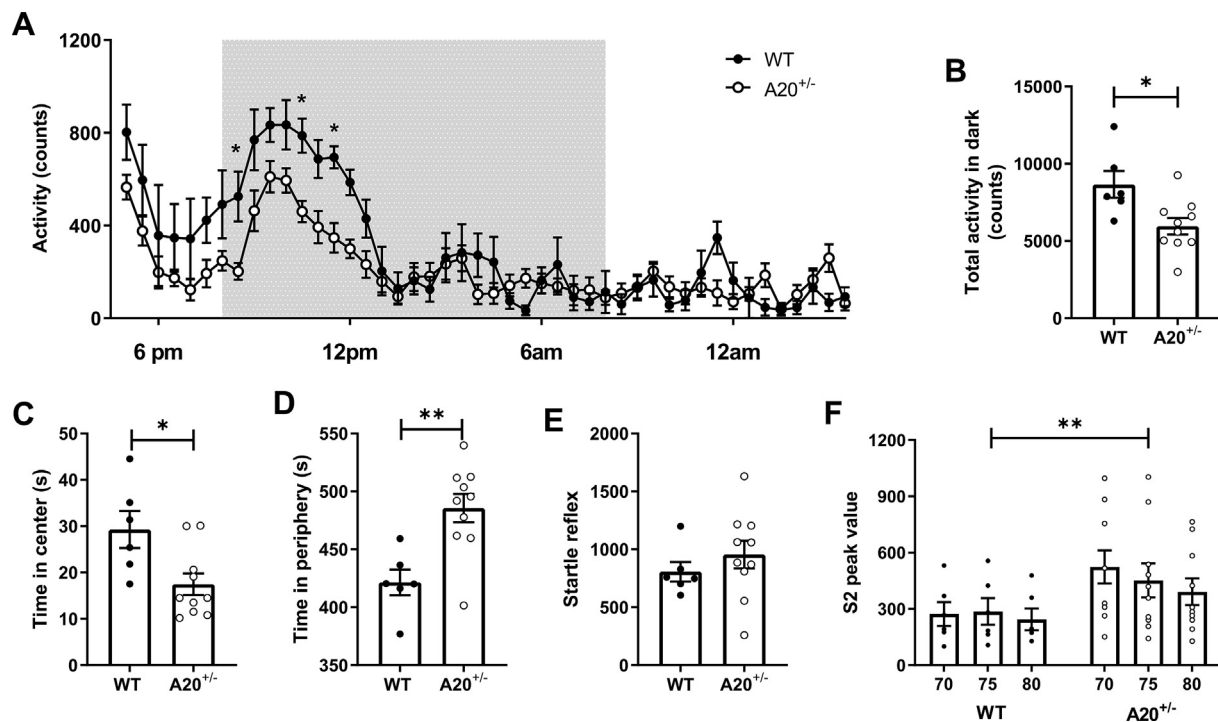 A
Activity (counts)
1200
800
400
0
6 pm
12pm
6am
12am
*
*
*
WT
A20+/-
B
Total activity in dark
(counts)
15000
10000
5000
0
*
WT
A20+/-
C
Time in center (s)
50
40
30
20
10
0
*
WT
A20+/-
D
Time in periphery (s)
550
500
450
400
350
**
WT
A20+/-
E
Startle reflex
2000
1500
1000
500
0
WT
A20+/-
F
S2 peak value
1200
900
600
300
0
**
70 75 80 70 75 80
WT A20+/-